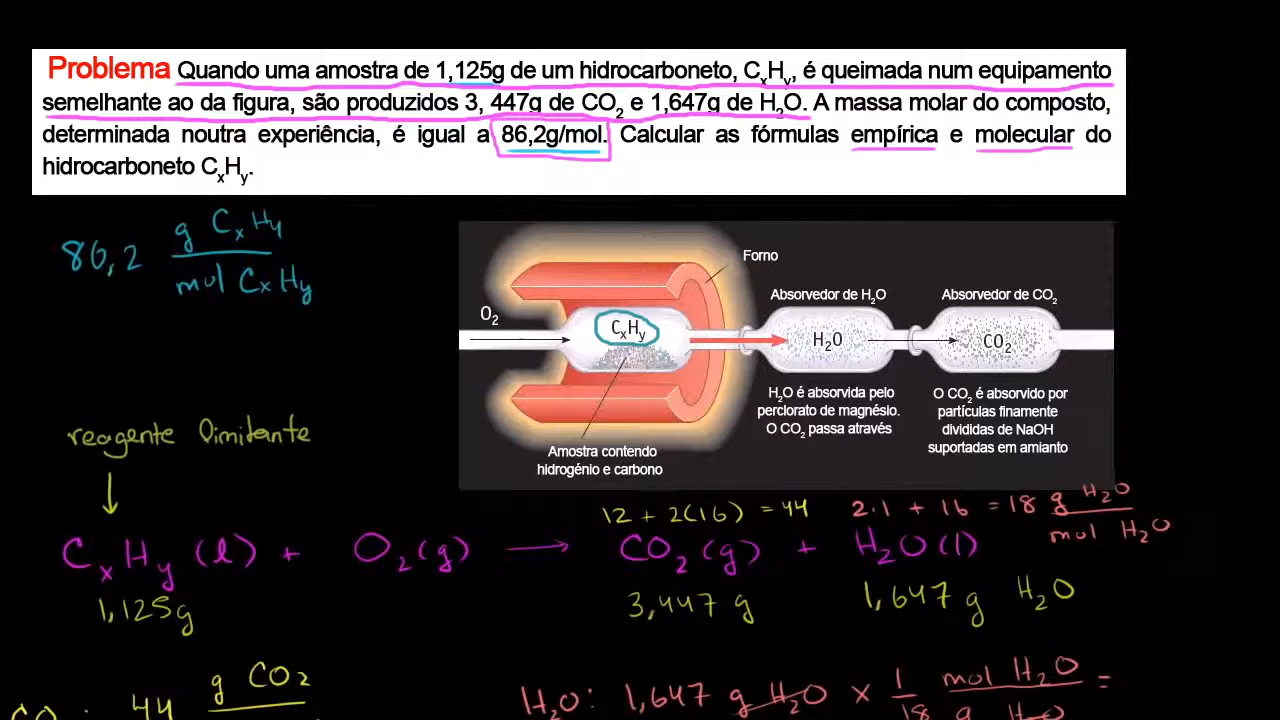 Problema Quando uma amostra de 1,125g de um hidrocarboneto, CxHy, é queimada num equipamento
semelhante ao da figura, são produzidos 3, 447g de CO2 e 1,647g de H2O. A massa molar do composto,
determinada noutra experiência, é igual a 86,2g/mol. Calcular as fórmulas empírica e molecular do
hidrocarboneto CxHy.
86,2 g CxHy
mol CxHy
Forno
Absorvedor de H2O
Absorvedor de CO2
O2
CxHy
H2O
CO2
H2O é absorvida pelo
perclorato de magnésio.
O CO2 passa através
O CO2 é absorvido por
partículas finamente
divididas de NaOH
suportadas em amianto
Amostra contendo
hidrogénio e carbono
reagente limitante
12 + 2(16) = 44
2.1 + 16 = 18 g H2O
mol H2O
CxHy (l) + O2 (g) → CO2 (g) + H2O (l)
1,125g
3,447 g
1,647 g H2O
44 g CO2
H2O: 1,647 g H2O × 1 mol H2O =
18 g H2O